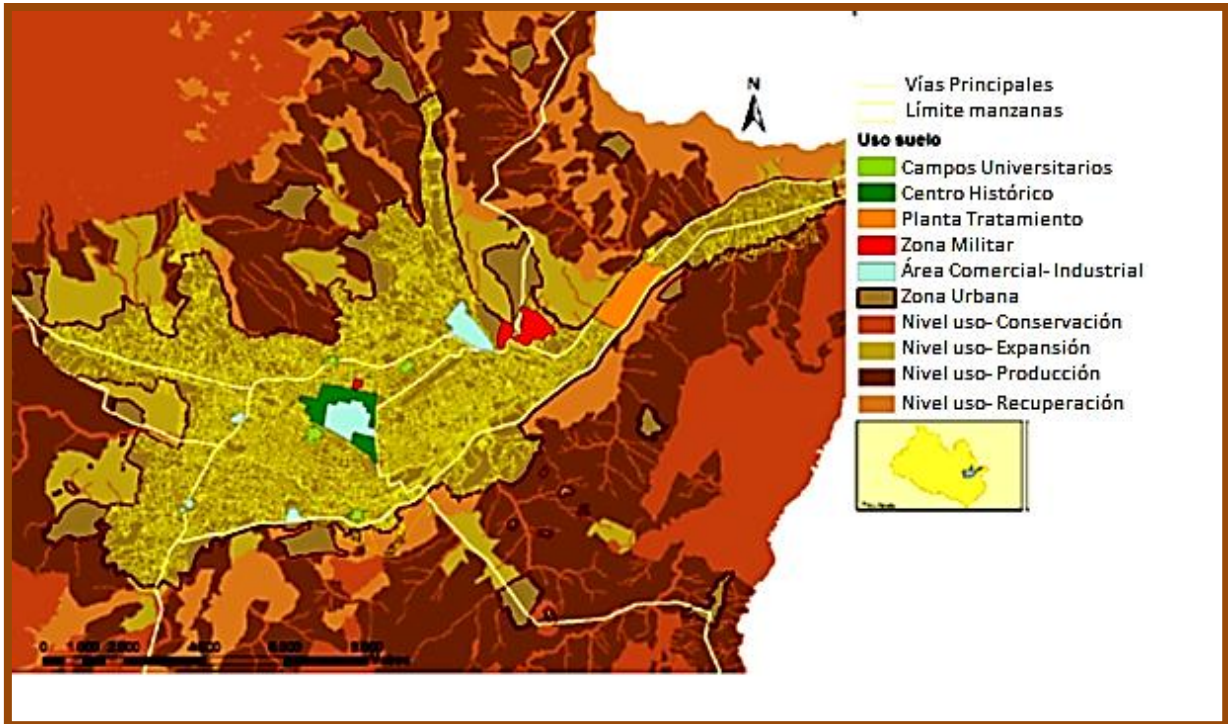 N
Vías Principales
Límite manzanas
Uso suelo
Campos Universitarios
Centro Histórico
Planta Tratamiento
Zona Militar
Área Comercial- Industrial
Zona Urbana
Nivel uso- Conservación
Nivel uso- Expansión
Nivel uso- Producción
Nivel uso- Recuperación
0